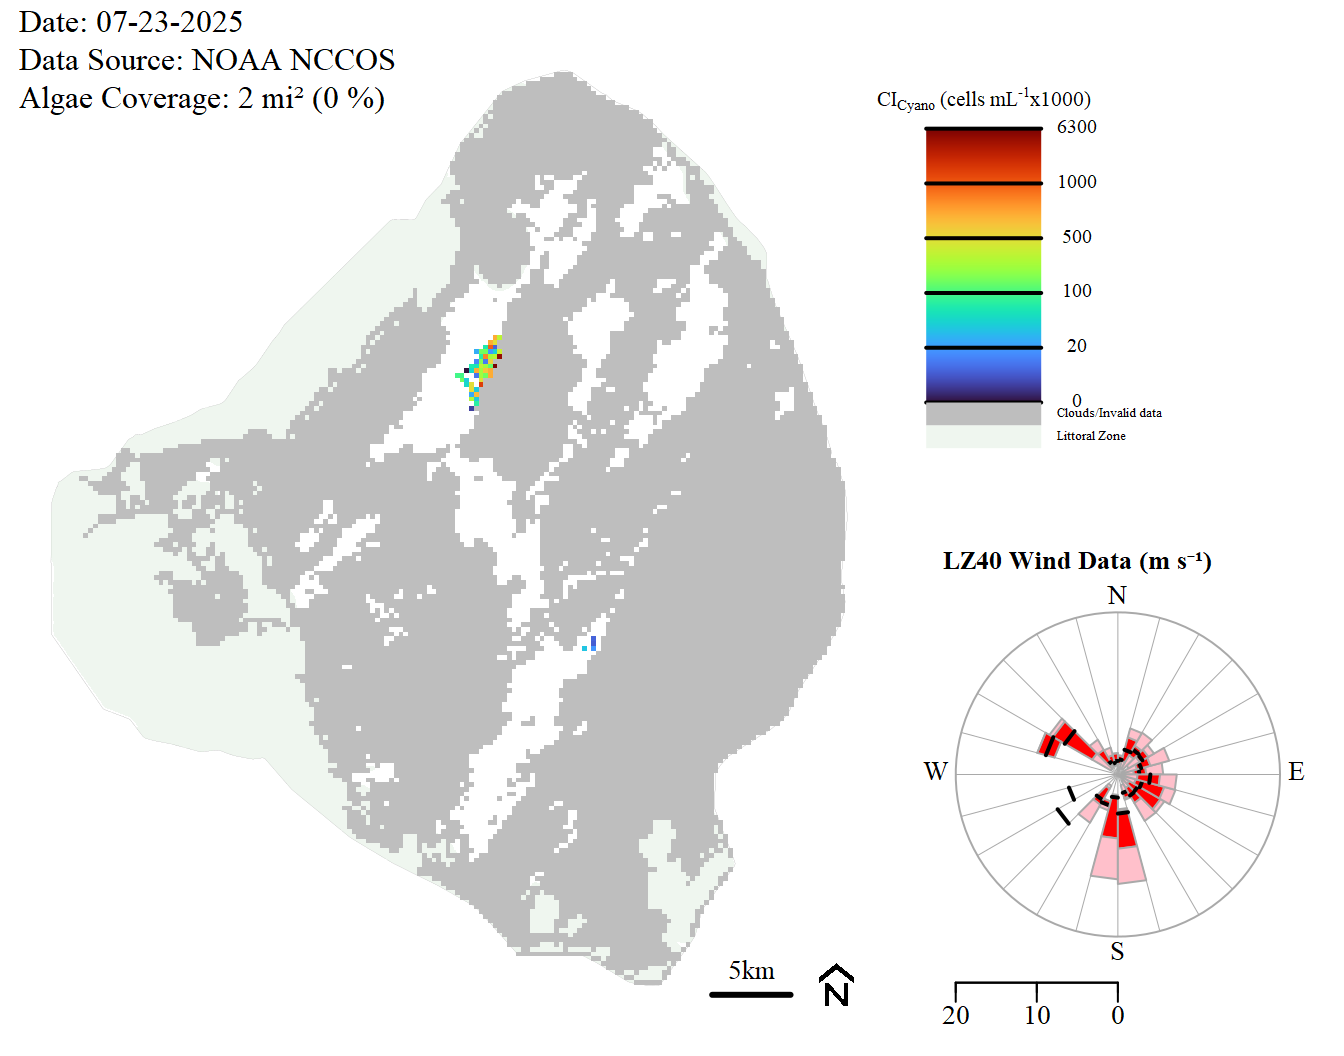 Date: 07-23-2025
Data Source: NOAA NCCOS
Algae Coverage: 2 mi² (0 %)
CICyano (cells mL⁻¹x1000)
6300
1000
500
100
20
0
Clouds/Invalid data
Littoral Zone
LZ40 Wind Data (m s⁻¹)
N
W
E
S
5km
N
20 10 0